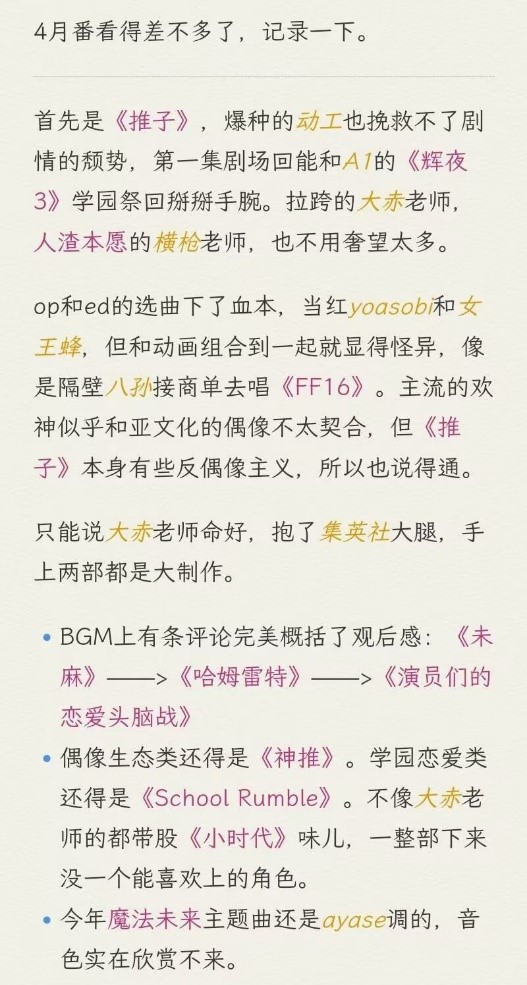 4月番看得差不多了，记录一下。
首先是《推子》，爆种的动工也挽救不了剧
情的颓势，第一集剧场回能和A1的《辉夜
3》学园祭回掰掰手腕。拉跨的大赤老师，
人渣本愿的横枪老师，也不用奢望太多。
op和ed的选曲下了血本，当红yoasobi和女
王蜂，但和动画组合到一起就显得怪异，像
是隔壁八孙接商单去唱《FF16》。主流的欢
神似乎和亚文化的偶像不太契合，但《推
子》本身有些反偶像主义，所以也说得通。
只能说大赤老师命好，抱了集英社大腿，手
上两部都是大制作。
• BGM上有条评论完美概括了观后感：《未
麻》——>《哈姆雷特》——>《演员们的
恋爱头脑战》
• 偶像生态类还得是《神推》。学园恋爱类
还得是《School Rumble》。不像大赤老
师的都带股《小时代》味儿，一整部下来
没一个能喜欢上的角色。
• 今年魔法未来主题曲还是ayase调的，音
色实在欣赏不来。